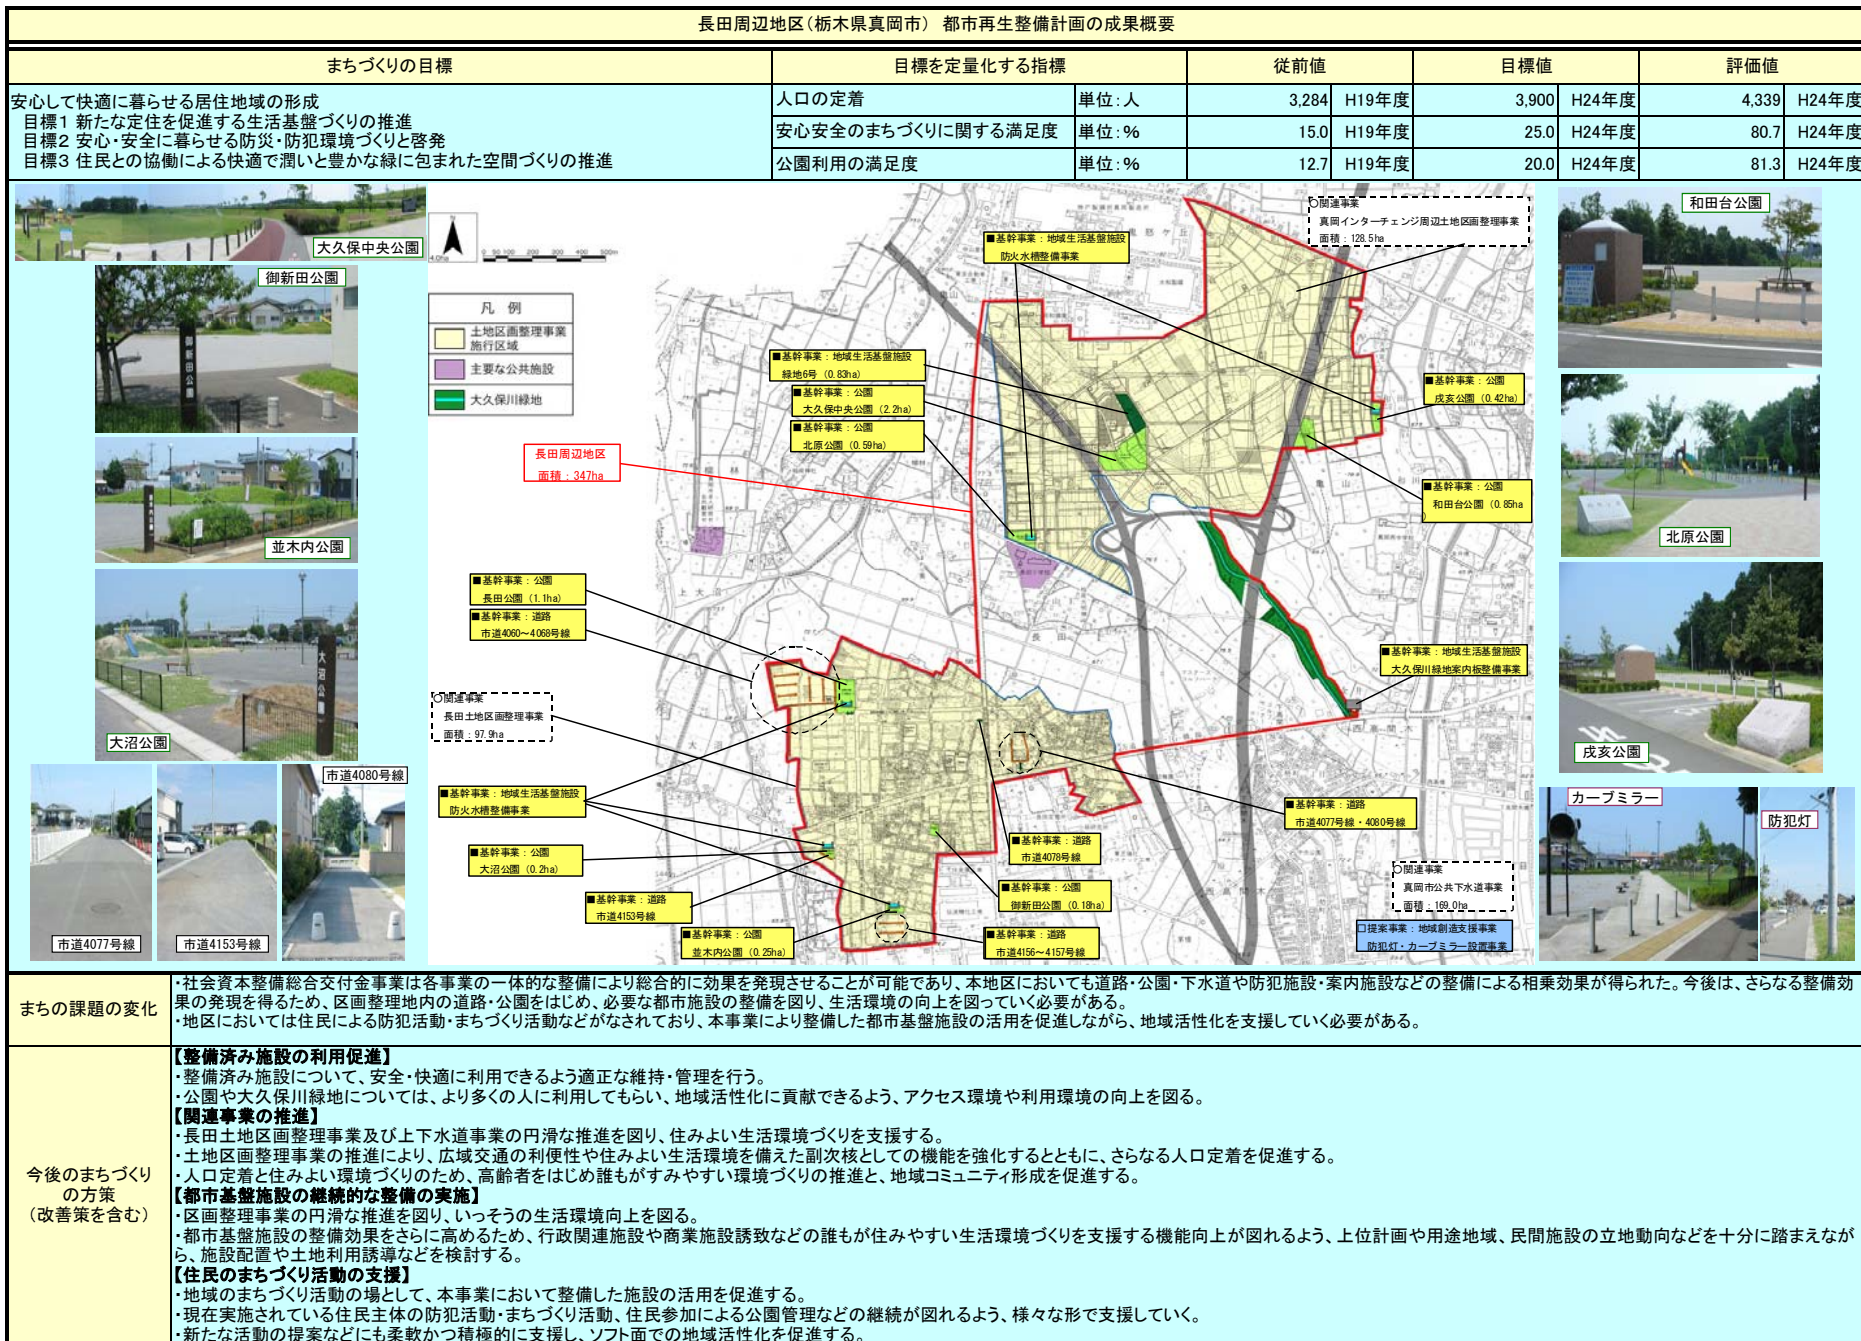 長田周辺地区（栃木県真岡市） 都市再生整備計画の成果概要
まちづくりの目標
目標を定量化する指標
従前値
目標値
評価値
安心して快適に暮らせる居住地域の形成
目標1 新たな定住を促進する生活基盤づくりの推進
目標2 安心・安全に暮らせる防災・防犯環境づくりと啓発
目標3 住民との協働による快適で潤いと豊かな緑に包まれた空間づくりの推進
人口の定着 単位：人 3,284 H19年度 3,900 H24年度 4,339 H24年度
安心安全のまちづくりに関する満足度 単位：％ 15.0 H19年度 25.0 H24年度 80.7 H24年度
公園利用の満足度 単位：％ 12.7 H19年度 20.0 H24年度 81.3 H24年度
大久保中央公園
御新田公園
御新田公園
並木内公園
大沼公園
大沼公園
市道4077号線
市道4153号線
市道4080号線
0 50 100 200 300 400 500m
凡 例
土地区画整理事業
施行区域
主要な公共施設
大久保川緑地
長田周辺地区
面積：347ha
○関連事業
真岡インターチェンジ周辺土地区画整理事業
面積：128.5ha
■基幹事業：地域生活基盤施設
防火水槽整備事業
■基幹事業：地域生活基盤施設
緑地6号（0.83ha）
■基幹事業：公園
大久保中央公園（2.2ha）
■基幹事業：公園
北原公園（0.59ha）
■基幹事業：公園
戌亥公園（0.42ha）
■基幹事業：公園
和田台公園（0.85ha
）
■基幹事業：公園
長田公園（1.1ha）
■基幹事業：道路
市道4060～4068号線
■基幹事業：地域生活基盤施設
大久保川緑地案内板整備事業
○関連事業
長田土地区画整理事業
面積：97.9ha
■基幹事業：地域生活基盤施設
防火水槽整備事業
■基幹事業：公園
大沼公園（0.2ha）
■基幹事業：道路
市道4153号線
■基幹事業：公園
並木内公園（0.25ha）
■基幹事業：道路
市道4156～4157号線
■基幹事業：公園
御新田公園（0.18ha）
■基幹事業：道路
市道4078号線
■基幹事業：道路
市道4077号線・4080号線
○関連事業
真岡市公共下水道事業
面積：169.0ha
□提案事業：地域創造支援事業
防犯灯・カーブミラー設置事業
和田台公園
北原公園
戌亥公園
カーブミラー
防犯灯
まちの課題の変化
・社会資本整備総合交付金事業は各事業の一体的な整備により総合的に効果を発現させることが可能であり、本地区においても道路・公園・下水道や防犯施設・案内施設などの整備による相乗効果が得られた。今後は、さらなる整備効
果の発現を得るため、区画整理地内の道路・公園をはじめ、必要な都市施設の整備を図り、生活環境の向上を図っていく必要がある。
・地区においては住民による防犯活動・まちづくり活動などがなされており、本事業により整備した都市基盤施設の活用を促進しながら、地域活性化を支援していく必要がある。
今後のまちづくり
の方策
（改善策を含む）
【整備済み施設の利用促進】
・整備済み施設について、安全・快適に利用できるよう適正な維持・管理を行う。
・公園や大久保川緑地については、より多くの人に利用してもらい、地域活性化に貢献できるよう、アクセス環境や利用環境の向上を図る。
【関連事業の推進】
・長田土地区画整理事業及び上下水道事業の円滑な推進を図り、住みよい生活環境づくりを支援する。
・土地区画整理事業の推進により、広域交通の利便性や住みよい生活環境を備えた副次核としての機能を強化するとともに、さらなる人口定着を促進する。
・人口定着と住みよい環境づくりのため、高齢者をはじめ誰もがすみやすい環境づくりの推進と、地域コミュニティ形成を促進する。
【都市基盤施設の継続的な整備の実施】
・区画整理事業の円滑な推進を図り、いっそうの生活環境向上を図る。
・都市基盤施設の整備効果をさらに高めるため、行政関連施設や商業施設誘致などの誰もが住みやすい生活環境づくりを支援する機能向上が図れるよう、上位計画や用途地域、民間施設の立地動向などを十分に踏まえなが
ら、施設配置や土地利用誘導などを検討する。
【住民のまちづくり活動の支援】
・地域のまちづくり活動の場として、本事業において整備した施設の活用を促進する。
・現在実施されている住民主体の防犯活動・まちづくり活動、住民参加による公園管理などの継続が図れるよう、様々な形で支援していく。
・新たな活動の提案などにも柔軟かつ積極的に支援し、ソフト面での地域活性化を促進する。